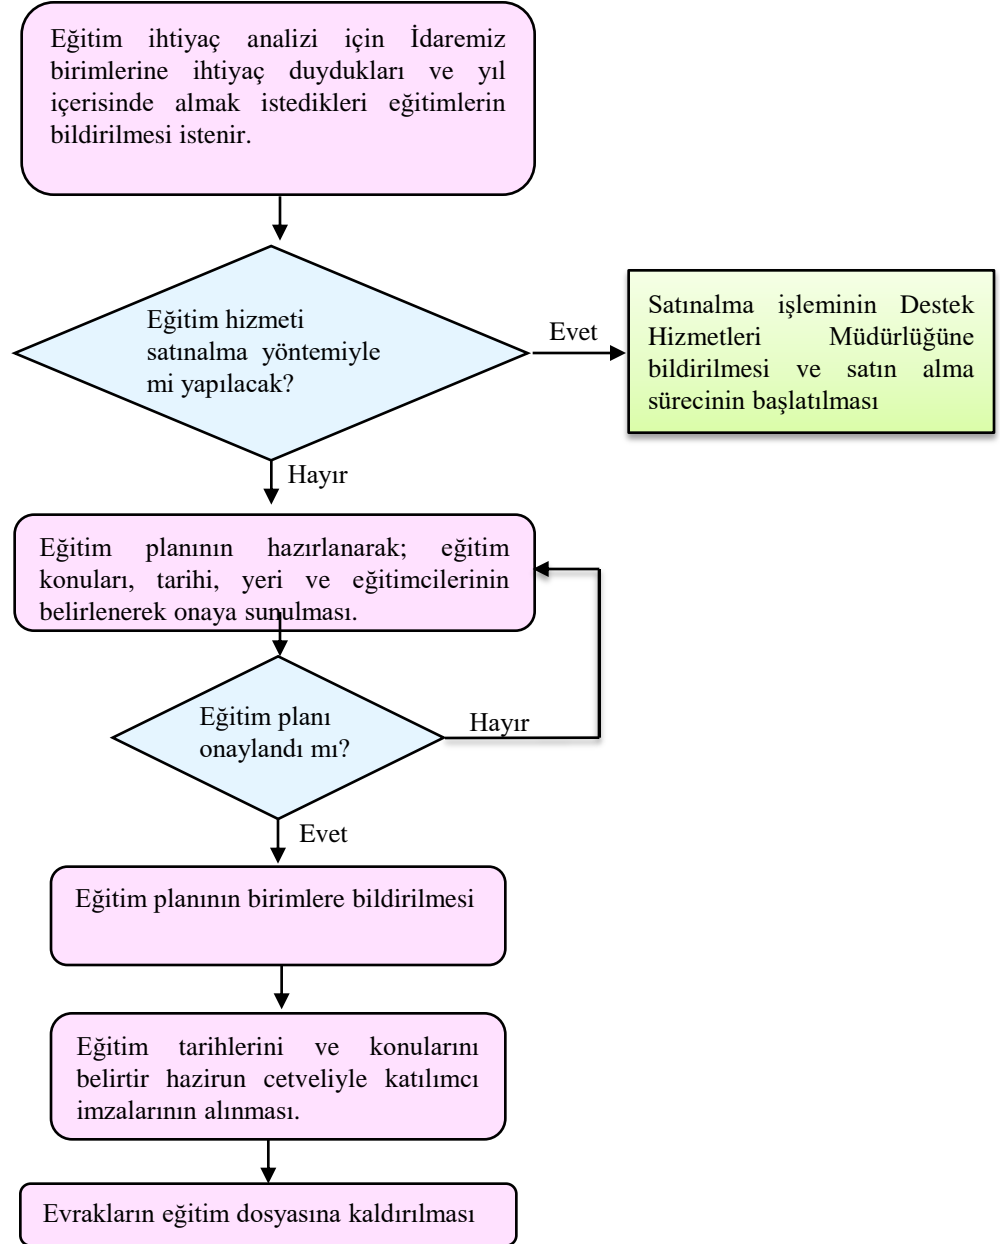 Eğitim ihtiyaç analizi için İdaremiz
birimlerine ihtiyaç duydukları ve yıl
içerisinde almak istedikleri eğitimlerin
bildirilmesi istenir.
Eğitim hizmeti
satınalma yöntemiyle
mi yapılacak?
Evet
Satınalma işleminin Destek
Hizmetleri Müdürlüğüne
bildirilmesi ve satın alma
sürecinin başlatılması
Hayır
Eğitim planının hazırlanarak; eğitim
konuları, tarihi, yeri ve eğitimcilerinin
belirlenerek onaya sunulması.
Eğitim planı
onaylandı mı?
Hayır
Evet
Eğitim planının birimlere bildirilmesi
Eğitim tarihlerini ve konularını
belirtir hazirun cetveliyle katılımcı
imzalarının alınması.
Evrakların eğitim dosyasına kaldırılması